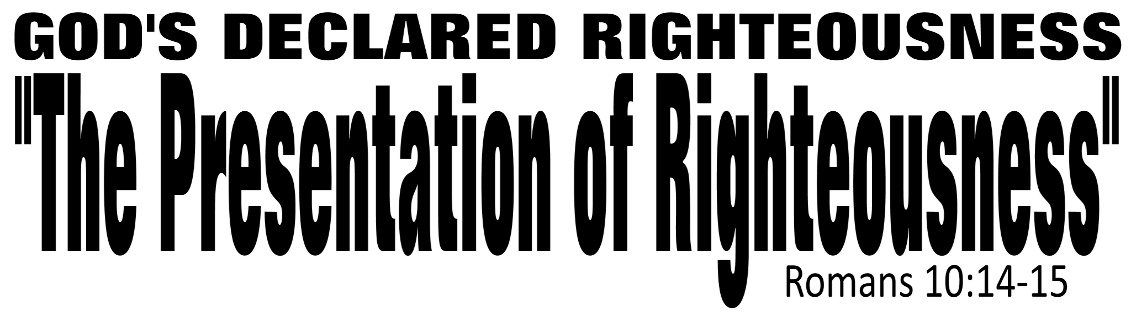 GOD'S DECLARED RIGHTEOUSNESS
"The Presentation of Righteousness"
Romans 10:14-15